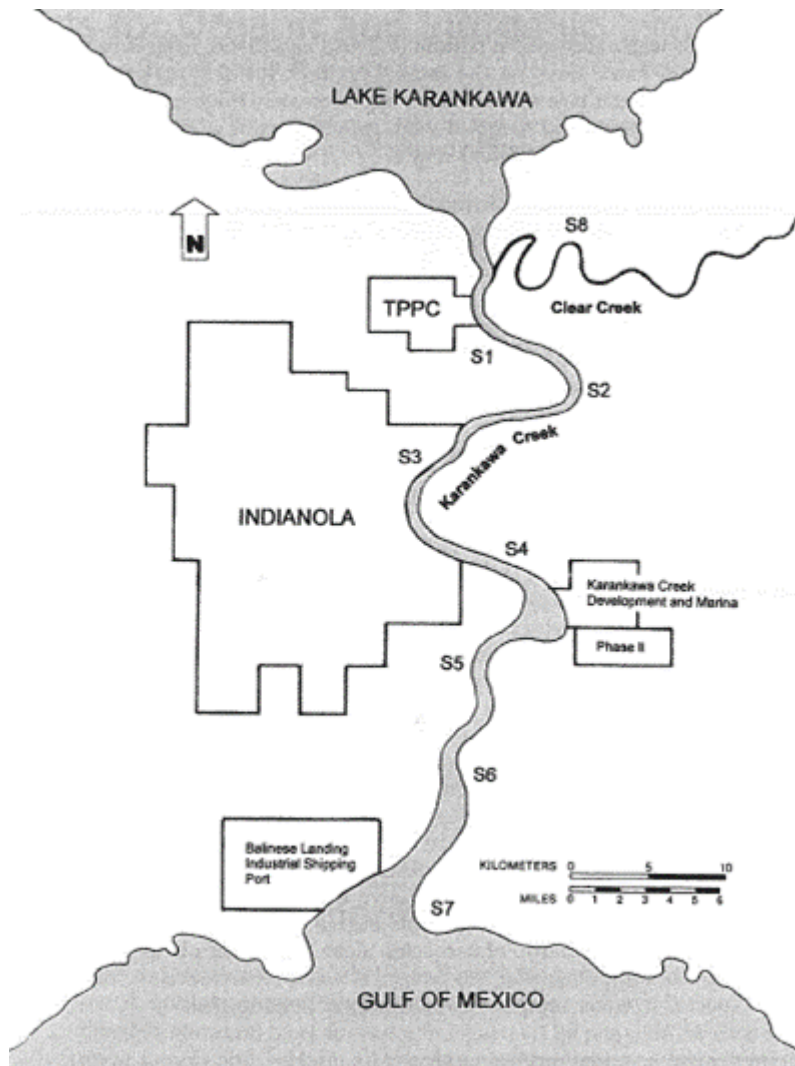 LAKE KARANKAWA
N
S8
TPPC
Clear Creek
S1
S2
S3
Karankawa Creek
INDIANOLA
S4
Karankawa Creek
Development and Marina
Phase II
S5
S6
Balinese Landing
Industrial Shipping
Port
KILOMETERS 0 5 10
MILES 0 1 2 3 4 5 6
S7
GULF OF MEXICO